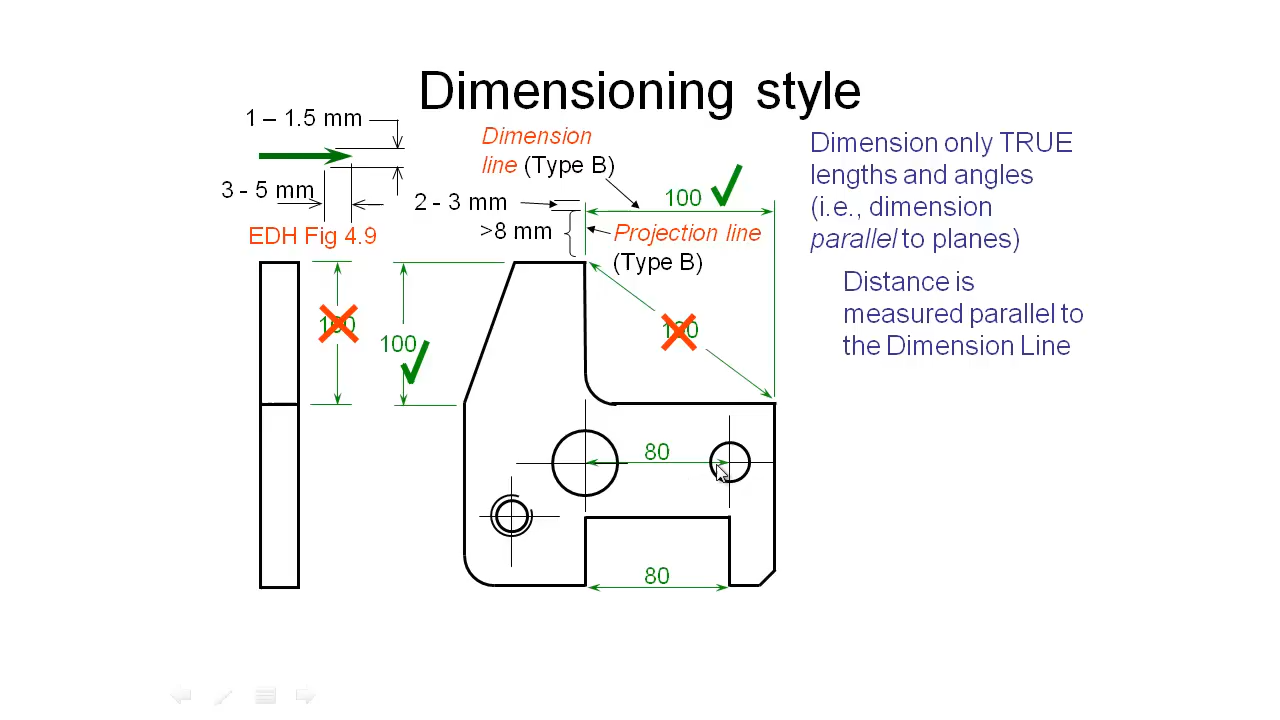 Dimensioning style
1 – 1.5 mm
3 - 5 mm
EDH Fig 4.9
Dimension
line (Type B)
2 - 3 mm
>8 mm
100
Projection line
(Type B)
Dimension only TRUE
lengths and angles
(i.e., dimension
parallel to planes)
Distance is
measured parallel to
the Dimension Line
100
100
100
80
80